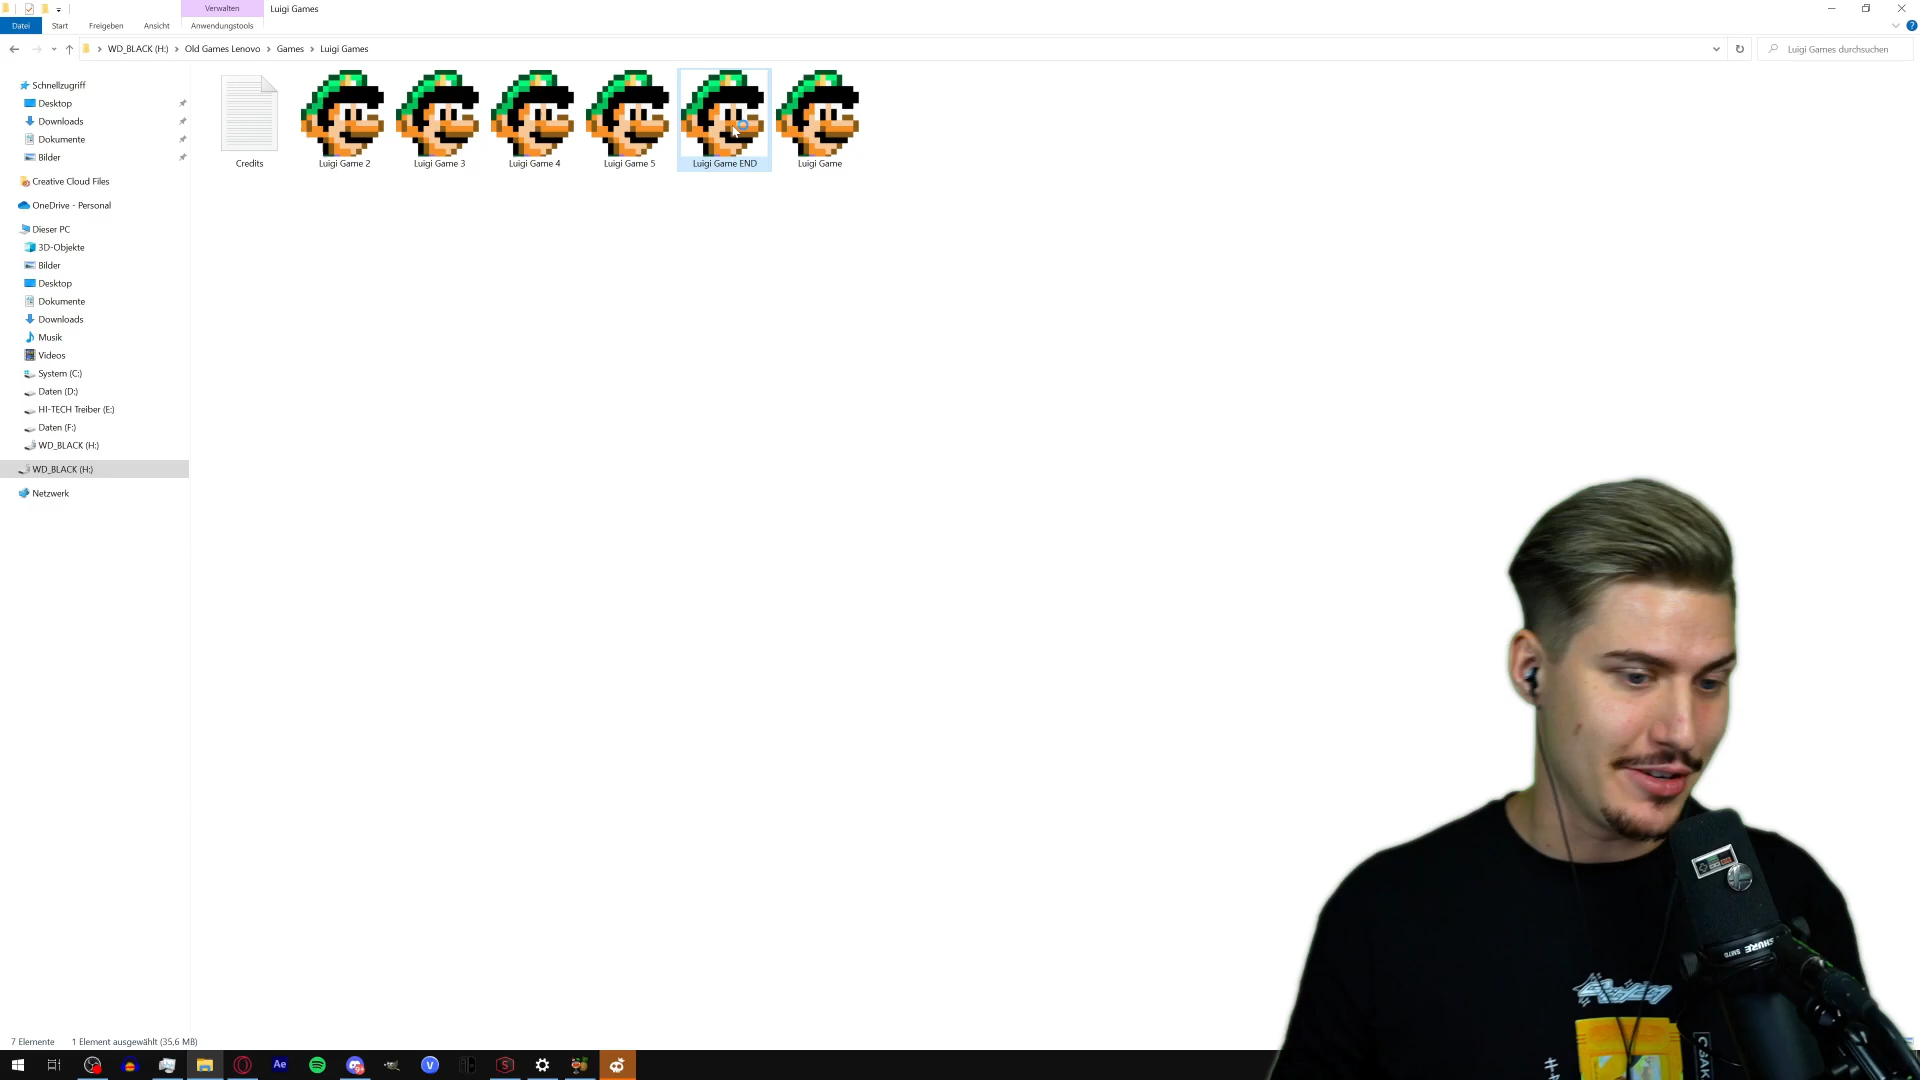 Verwalten
Luigi Games
Datei
Start
Freigeben
Ansicht
Anwendungstools
WD_BLACK (H:) > Old Games Lenovo > Games > Luigi Games
Luigi Games durchsuchen
Schnellzugriff
Desktop
Downloads
Dokumente
Bilder
Creative Cloud Files
OneDrive - Personal
Dieser PC
3D-Objekte
Bilder
Desktop
Dokumente
Downloads
Musik
Videos
System (C:)
Daten (D:)
HI-TECH Treiber (E:)
Daten (F:)
WD_BLACK (H:)
WD_BLACK (H:)
Netzwerk
Credits
Luigi Game 2
Luigi Game 3
Luigi Game 4
Luigi Game 5
Luigi Game END
Luigi Game
SHURE
SM7B
7 Elemente
1 Element ausgewählt (35,6 MB)
Ae